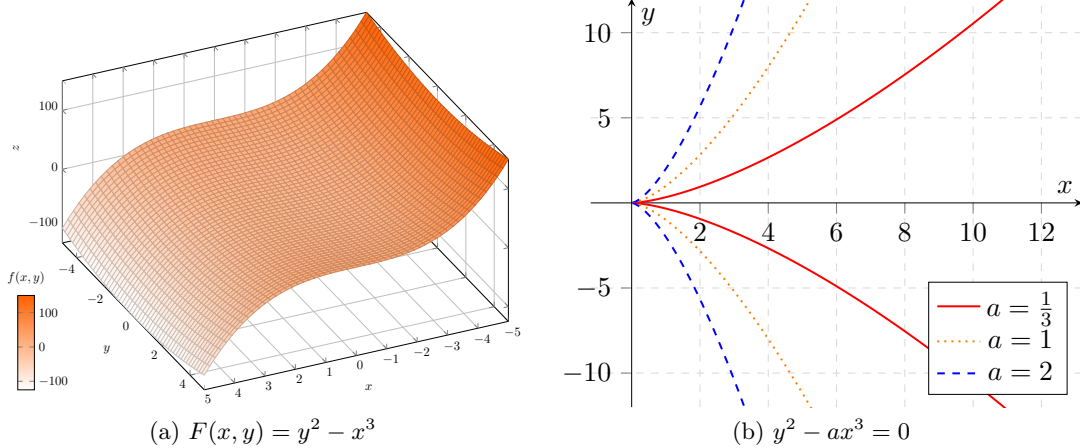 100
0
−100
z
−4
−2
0
2
4
y
5
4
3
2
1
0
−1
−2
−3
−4
−5
x
f(x, y)
100
0
−100
(a) F(x, y) = y² − x³
y
10
5
−5
−10
x
2
4
6
8
10
12
a = 1/3
a = 1
a = 2
(b) y² − ax³ = 0